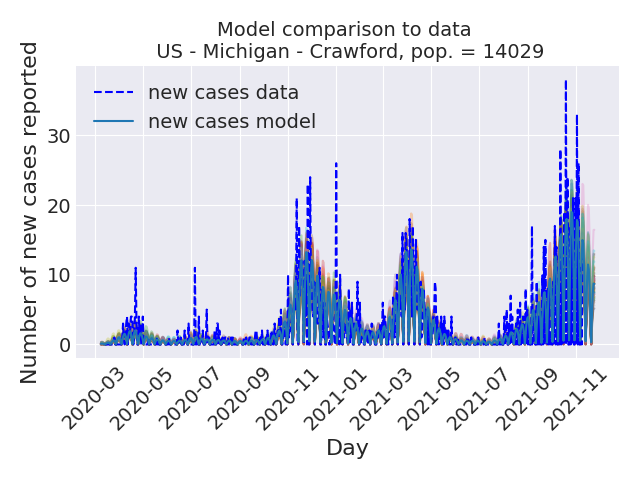 Model comparison to data
US - Michigan - Crawford, pop. = 14029
Number of new cases reported
new cases data
new cases model
30
20
10
0
2020-03
2020-05
2020-07
2020-09
2020-11
2021-01
2021-03
2021-05
2021-07
2021-09
2021-11
Day